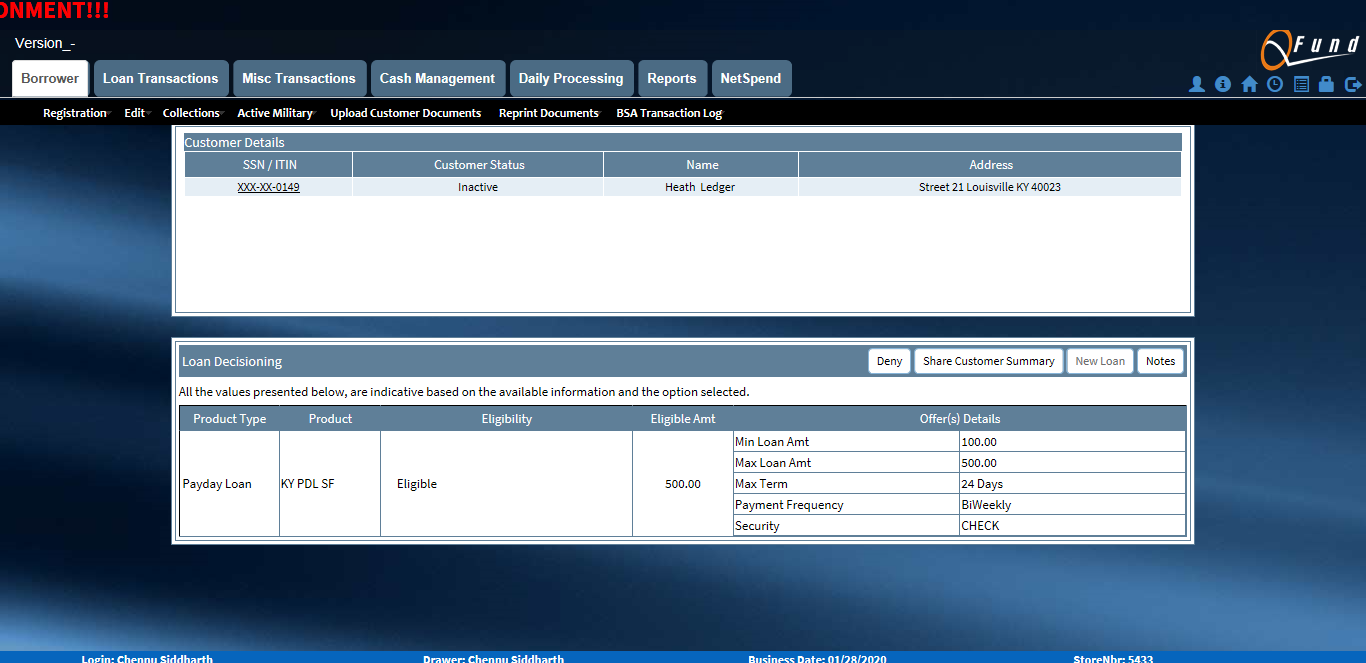 ONMENT!!!
Version_-
QFund
Borrower Loan Transactions Misc Transactions Cash Management Daily Processing Reports NetSpend
Registration Edit Collections Active Military Upload Customer Documents Reprint Documents BSA Transaction Log
Customer Details
SSN / ITIN Customer Status Name Address
XXX-XX-0149 Inactive Heath Ledger Street 21 Louisville KY 40023
Loan Decisioning Deny Share Customer Summary New Loan Notes
All the values presented below, are indicative based on the available information and the option selected.
Product Type Product Eligibility Eligible Amt Offer(s) Details
Min Loan Amt 100.00
Max Loan Amt 500.00
Payday Loan KY PDL SF Eligible 500.00 Max Term 24 Days
Payment Frequency BiWeekly
Security CHECK
Login: Chennu Siddharth Drawer: Chennu Siddharth Business Date: 01/28/2020 StoreNbr: 5433